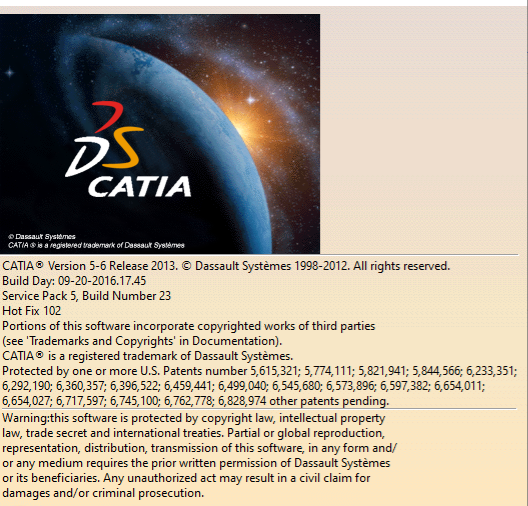 DS
CATIA
© Dassault Systèmes
CATIA ® is a registered trademark of Dassault Systèmes
CATIA® Version 5-6 Release 2013. © Dassault Systèmes 1998-2012. All rights reserved.
Build Day: 09-20-2016.17.45
Service Pack 5, Build Number 23
Hot Fix 102
Portions of this software incorporate copyrighted works of third parties
(see 'Trademarks and Copyrights' in Documentation).
CATIA® is a registered trademark of Dassault Systèmes.
Protected by one or more U.S. Patents number 5,615,321; 5,774,111; 5,821,941; 5,844,566; 6,233,351;
6,292,190; 6,360,357; 6,396,522; 6,459,441; 6,499,040; 6,545,680; 6,573,896; 6,597,382; 6,654,011;
6,654,027; 6,717,597; 6,745,100; 6,762,778; 6,828,974 other patents pending.
Warning:this software is protected by copyright law, intellectual property
law, trade secret and international treaties. Partial or global reproduction,
representation, distribution, transmission of this software, in any form and/
or any medium requires the prior written permission of Dassault Systèmes
or its beneficiaries. Any unauthorized act may result in a civil claim for
damages and/or criminal prosecution.